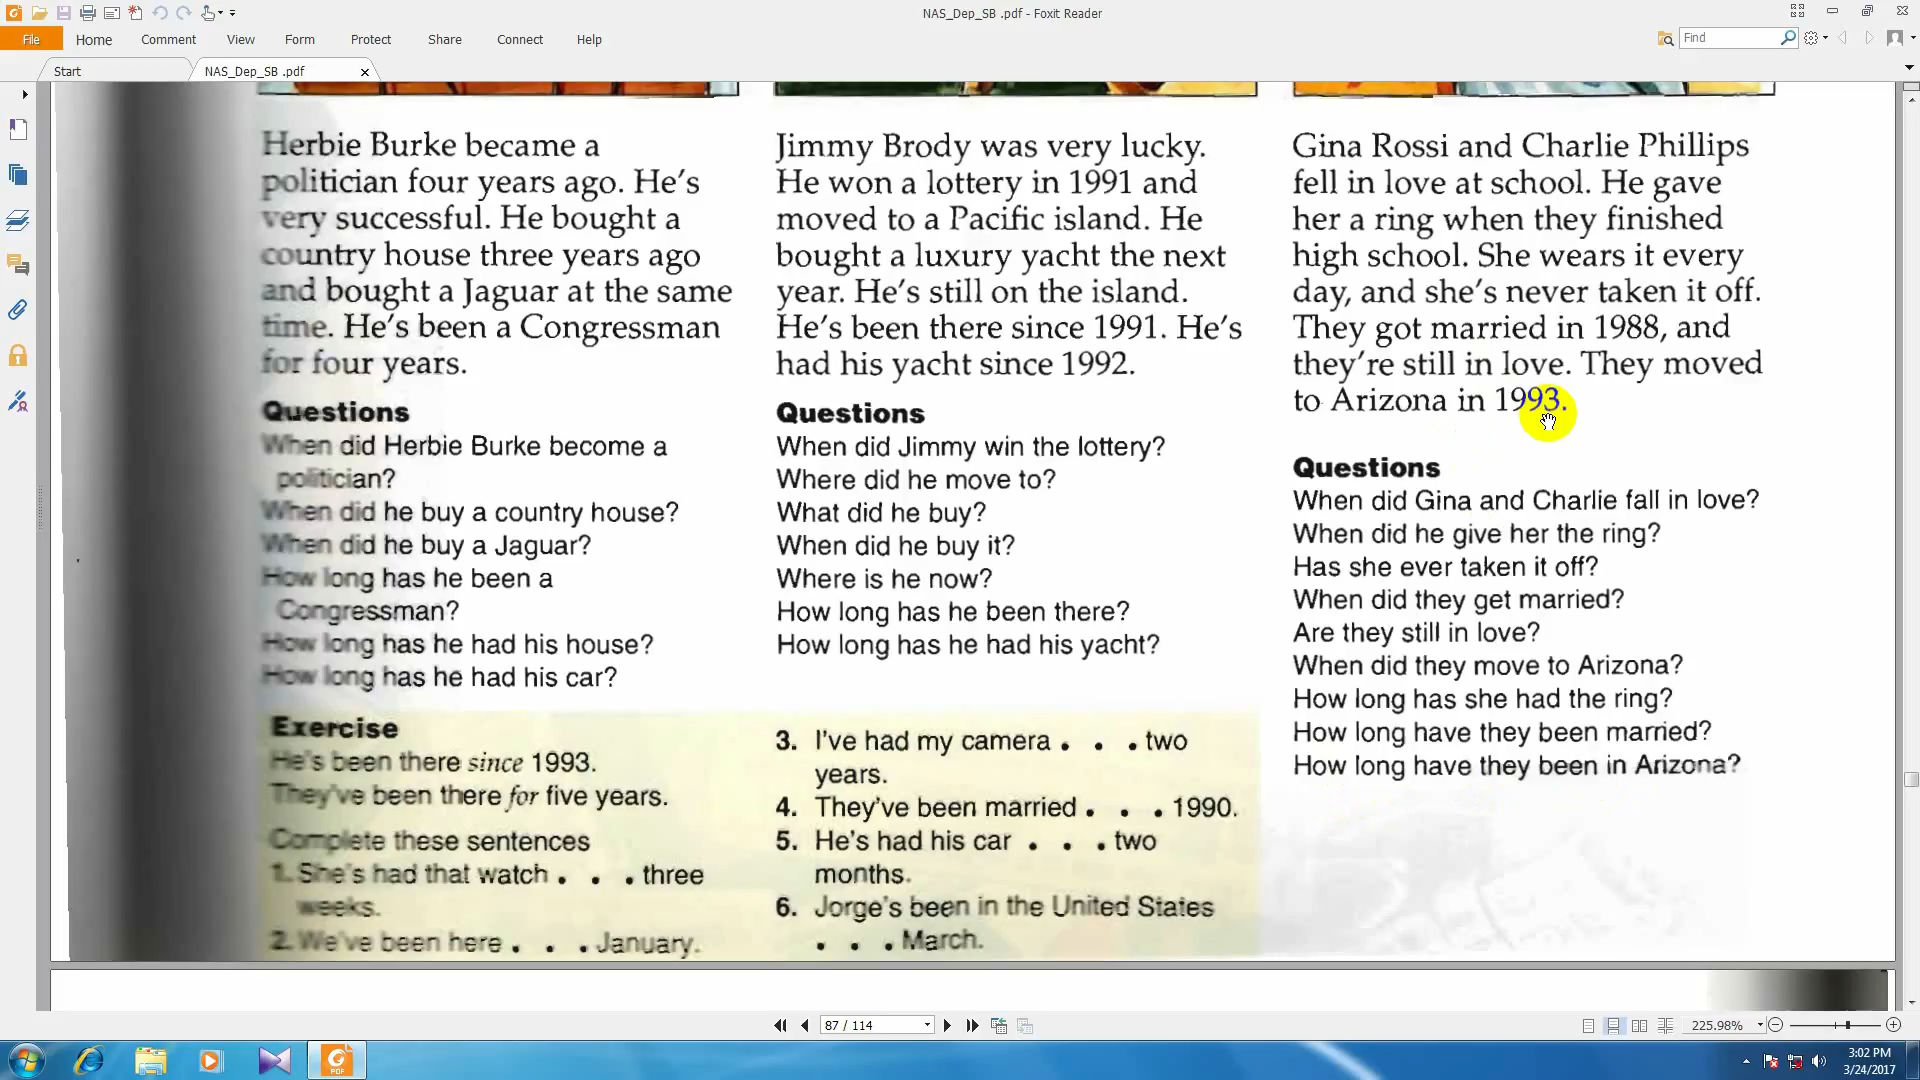 NAS_Dep_SB .pdf - Foxit Reader
File Home Comment View Form Protect Share Connect Help
Find
Start
NAS_Dep_SB .pdf
Herbie Burke became a
politician four years ago. He's
very successful. He bought a
country house three years ago
and bought a Jaguar at the same
time. He's been a Congressman
for four years.
Questions
When did Herbie Burke become a
politician?
When did he buy a country house?
When did he buy a Jaguar?
How long has he been a
Congressman?
How long has he had his house?
How long has he had his car?
Jimmy Brody was very lucky.
He won a lottery in 1991 and
moved to a Pacific island. He
bought a luxury yacht the next
year. He's still on the island.
He's been there since 1991. He's
had his yacht since 1992.
Questions
When did Jimmy win the lottery?
Where did he move to?
What did he buy?
When did he buy it?
Where is he now?
How long has he been there?
How long has he had his yacht?
Gina Rossi and Charlie Phillips
fell in love at school. He gave
her a ring when they finished
high school. She wears it every
day, and she's never taken it off.
They got married in 1988, and
they're still in love. They moved
to Arizona in 1993.
Questions
When did Gina and Charlie fall in love?
When did he give her the ring?
Has she ever taken it off?
When did they get married?
Are they still in love?
When did they move to Arizona?
How long has she had the ring?
How long have they been married?
How long have they been in Arizona?
Exercise
He's been there since 1993.
They've been there for five years.
Complete these sentences
1. She's had that watch . . . three
weeks.
2. We've been here . . . January.
3. I've had my camera . . . two
years.
4. They've been married . . . 1990.
5. He's had his car . . . two
months.
6. Jorge's been in the United States
. . . March.
87 / 114
225.98%
PDF
3:02 PM
3/24/2017